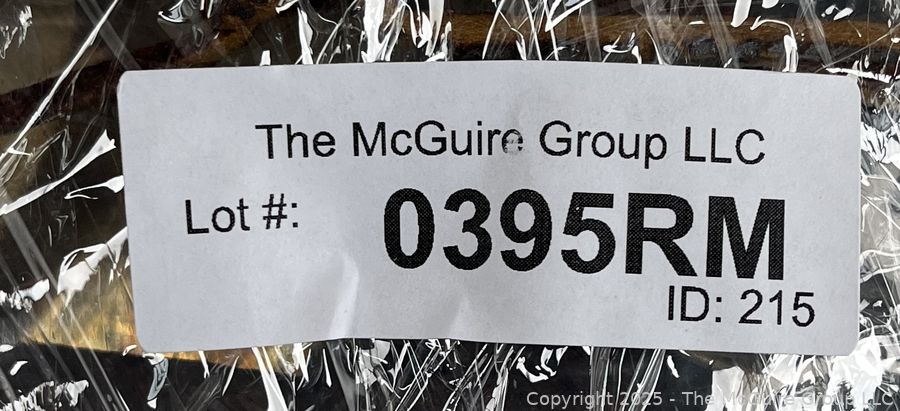 The McGuire Group LLC
Lot #:
0395RM
ID: 215
Copyright 2025 - The McGuire Group LLC